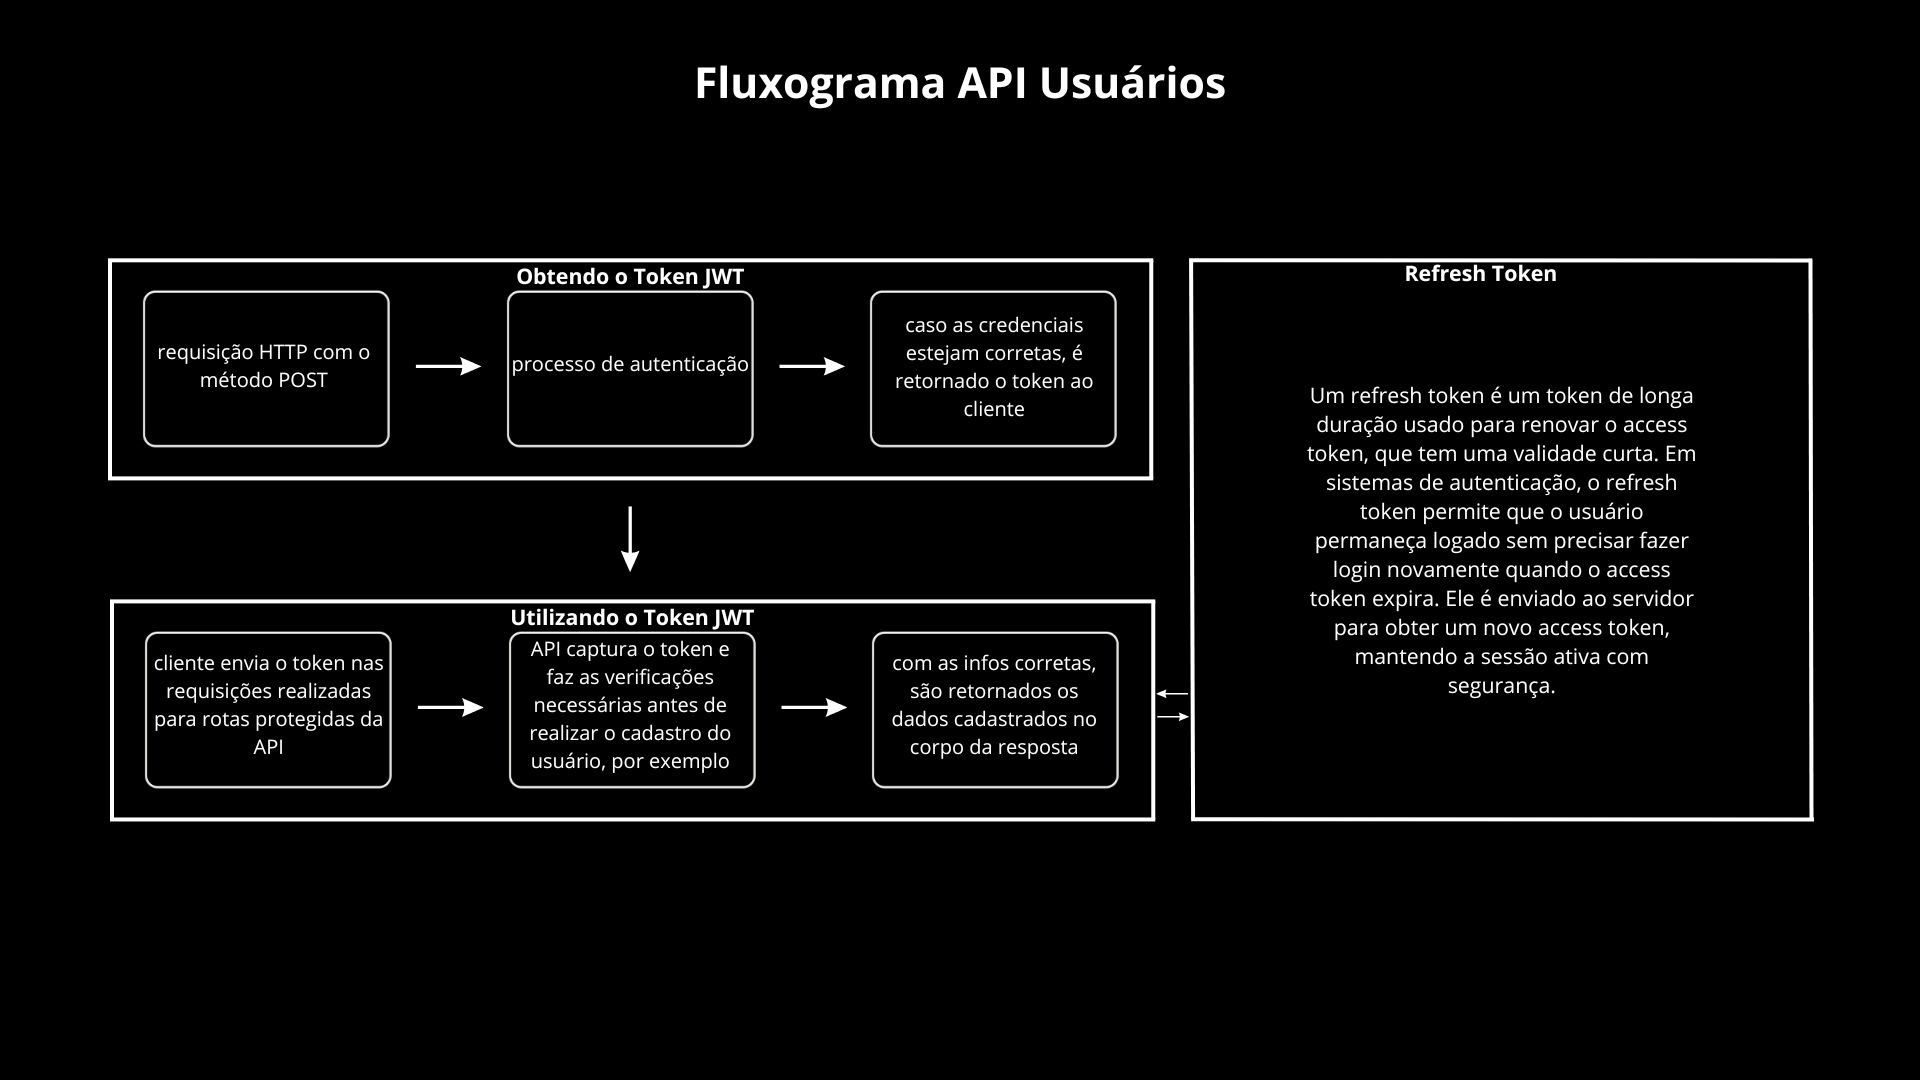 Fluxograma API Usuários
Obtendo o Token JWT
requisição HTTP com o
método POST
processo de autenticação
caso as credenciais
estejam corretas, é
retornado o token ao
cliente
Utilizando o Token JWT
cliente envia o token nas
requisições realizadas
para rotas protegidas da
API
API captura o token e
faz as verificações
necessárias antes de
realizar o cadastro do
usuário, por exemplo
com as infos corretas,
são retornados os
dados cadastrados no
corpo da resposta
Refresh Token
Um refresh token é um token de longa
duração usado para renovar o access
token, que tem uma validade curta. Em
sistemas de autenticação, o refresh
token permite que o usuário
permaneça logado sem precisar fazer
login novamente quando o access
token expira. Ele é enviado ao servidor
para obter um novo access token,
mantendo a sessão ativa com
segurança.